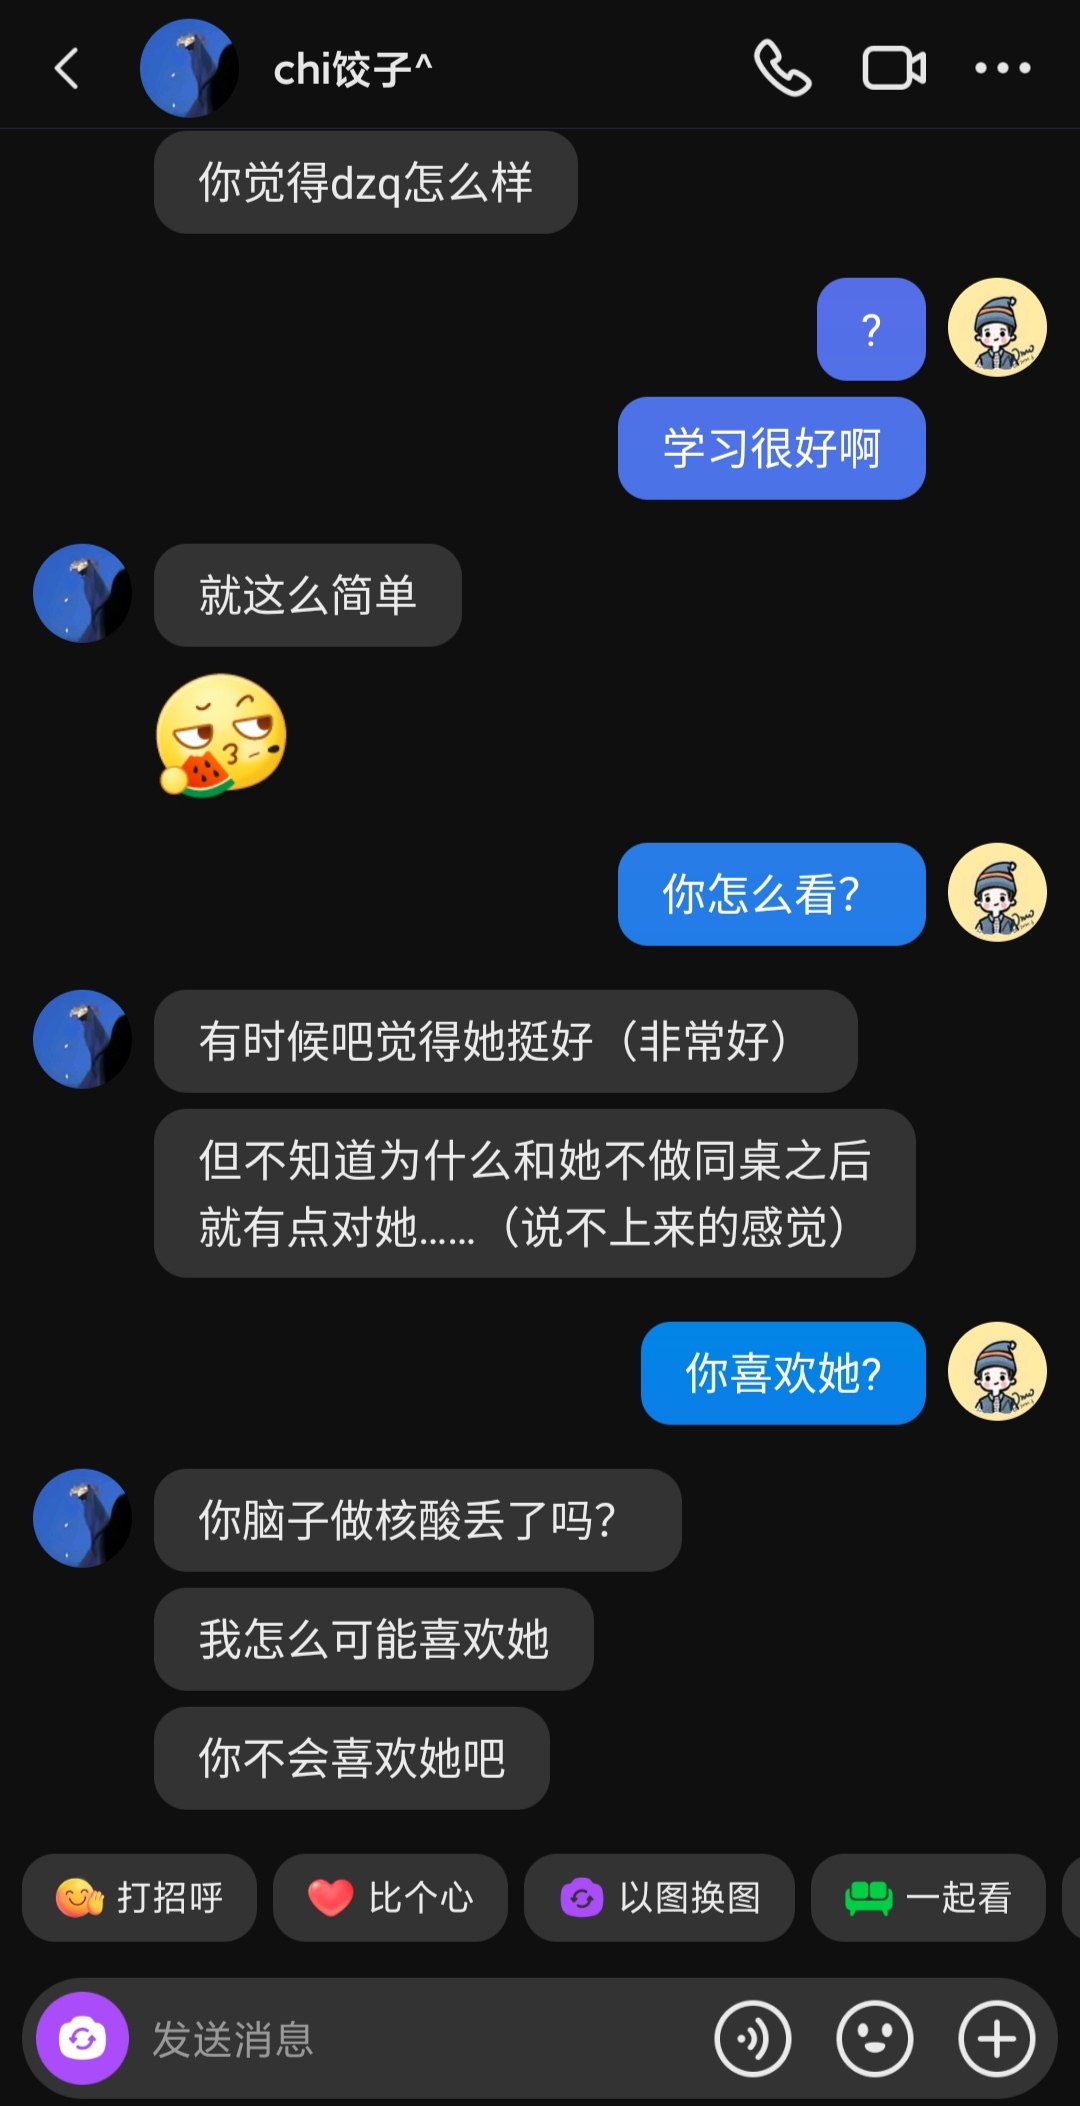 chi饺子^
你觉得dzq怎么样
?
学习很好啊
就这么简单
你怎么看?
有时候吧觉得她挺好（非常好）
但不知道为什么和她不做同桌之后
就有点对她……（说不上来的感觉）
你喜欢她?
你脑子做核酸丢了吗?
我怎么可能喜欢她
你不会喜欢她吧
打招呼
比个心
以图换图
一起看
发送消息